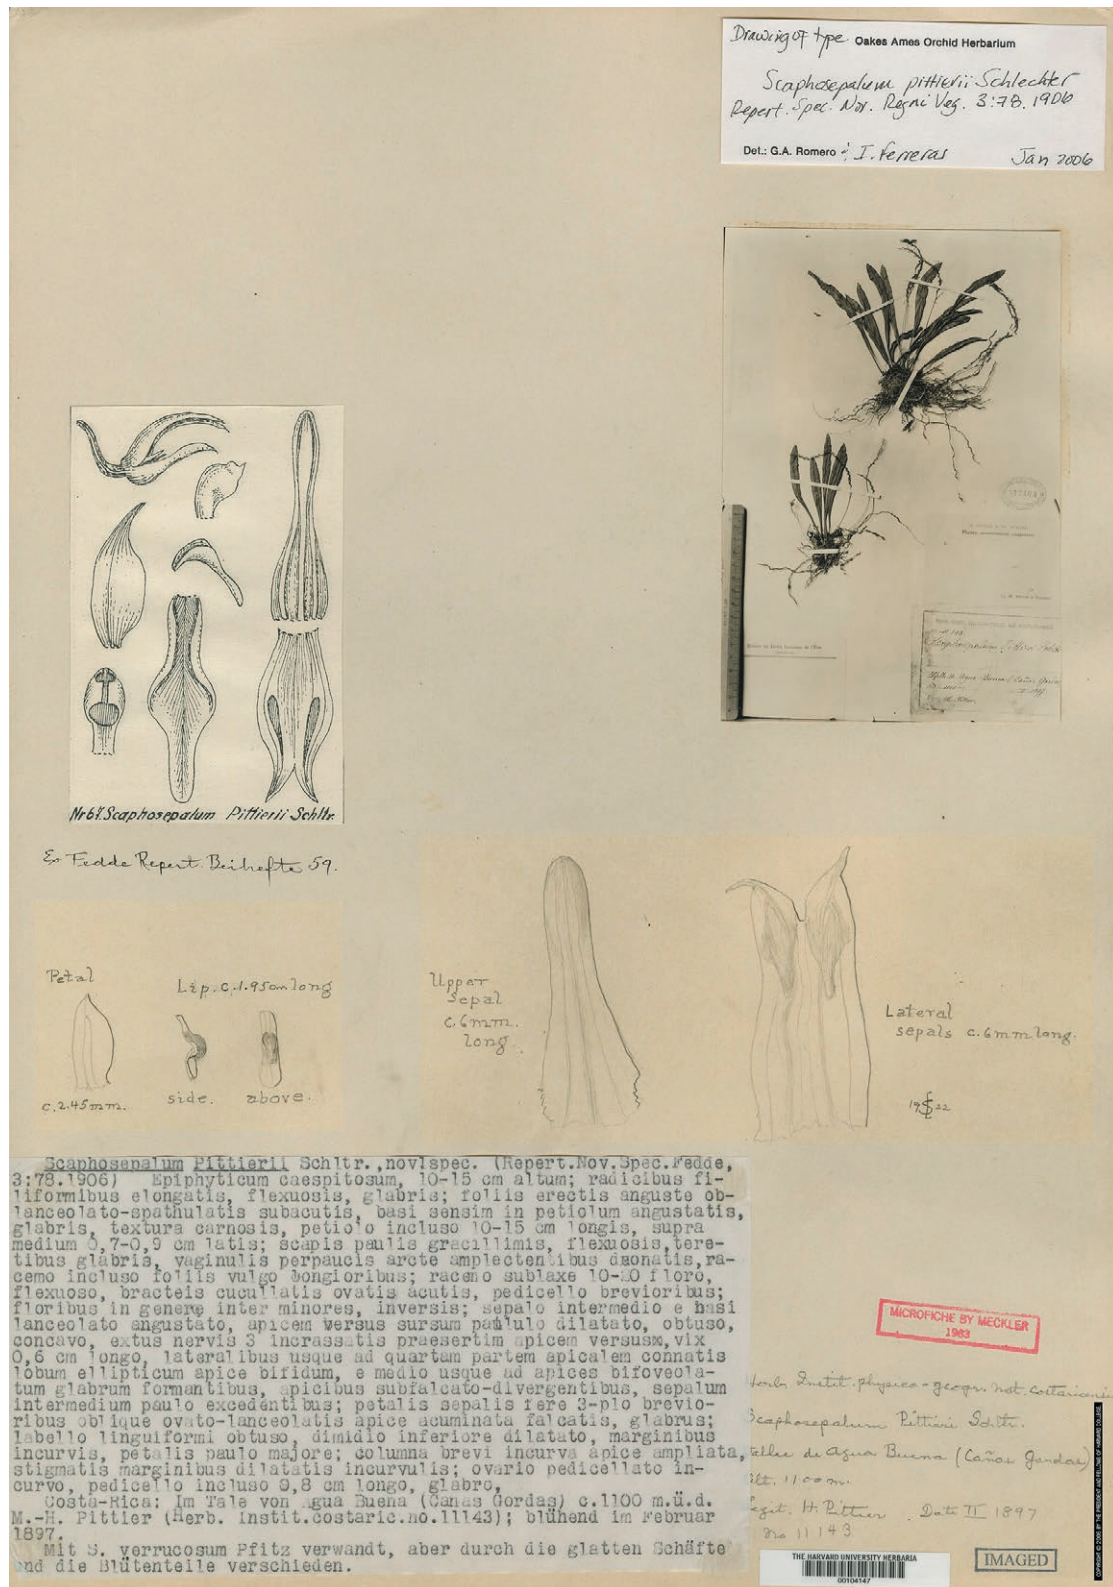 Drawing of type. Oakes Ames Orchid Herbarium
Scaphosepalum pittierii Schlechter
Repert. Spec. Nov. Regni Veg. 3:78. 1906
Det.: G.A. Romero & I. Ferreras Jan 2006
Nr 67. Scaphosepalum Pittierii Schltr.
Ex Fedde Repert. Beihefte 59.
Petal
c. 2.45 mm.
Lip. c. 1.95 cm long
side. above.
Upper
Sepal
c. 6 mm.
long.
Lateral
sepals c. 6 mm long.
19 22
Scaphosepalum Pittierii Schltr.,nov.spec. (Repert.Nov.Spec.Fedde,
3:78.1906) Epiphyticum caespitosum, 10-15 cm altum; radicibus fi-
liformibus elongatis, flexuosis, glabris; foliis erectis anguste ob-
lanceolato-spathulatis subacutis, basi sensim in petiolum angustatis,
glabris, textura carnosis, petiolo incluso 10-15 cm longis, supra
medium 0,7-0,9 cm latis; scapis paulis gracillimis, flexuosis,tere-
tibus glabris, vaginulis perpaucis arcte amplectentibus donatis,ra-
cemo incluso foliis vulgo longioribus; racemo sublaxe 10-20 floro,
flexuoso, bracteis cucullatis ovatis acutis, pedicello brevioribus;
floribus in genere inter minores, inversis; sepalo intermedio e basi
lanceolato angustato, apicem versus sursum paululo dilatato, obtuso,
concavo, extus nervis 3 incrassatis praesertim apicem versus, vix
0,6 cm longo, lateralibus usque ad quartam partem apicalem connatis
lobum ellipticum apice bifidum, e medio usque ad apices bifoveola-
tum glabrum formantibus, apicibus subfalcato-divergentibus, sepalum
intermedium paulo excedentibus; petalis sepalis fere 3-plo brevio-
ribus oblique ovato-lanceolatis apice acuminata falcatis, glabrus;
labello linguiformi obtuso, dimidio inferiore dilatato, marginibus
incurvis, petalis paulo majore; columna brevi incurva apice ampliata,
stigmatis marginibus dilatatis incurvulis; ovario pedicellato in-
curvo, pedicello incluso 0,8 cm longo, glabro,
Costa-Rica: Im Tale von Agua Buena (Canas Gordas) c.1100 m.ü.d.
M.-H. Pittier (Herb. Instit.costaric.no.11143); blühend im Februar
1897.
Mit S. verrucosum Pfitz verwandt, aber durch die glatten Schäfte
und die Blütenteile verschieden.
MICROFICHE BY MECKLER
1983
Herb. Instit. physico-geogr. nat. costaricensis
Scaphosepalum Pittieri Schltr.
Vallée de Agua Buena (Cañas Gordas)
Alt. 1100 m.
Legit. H. Pittier Date II 1897
No 11143
THE HARVARD UNIVERSITY HERBARIA
00104147
IMAGED